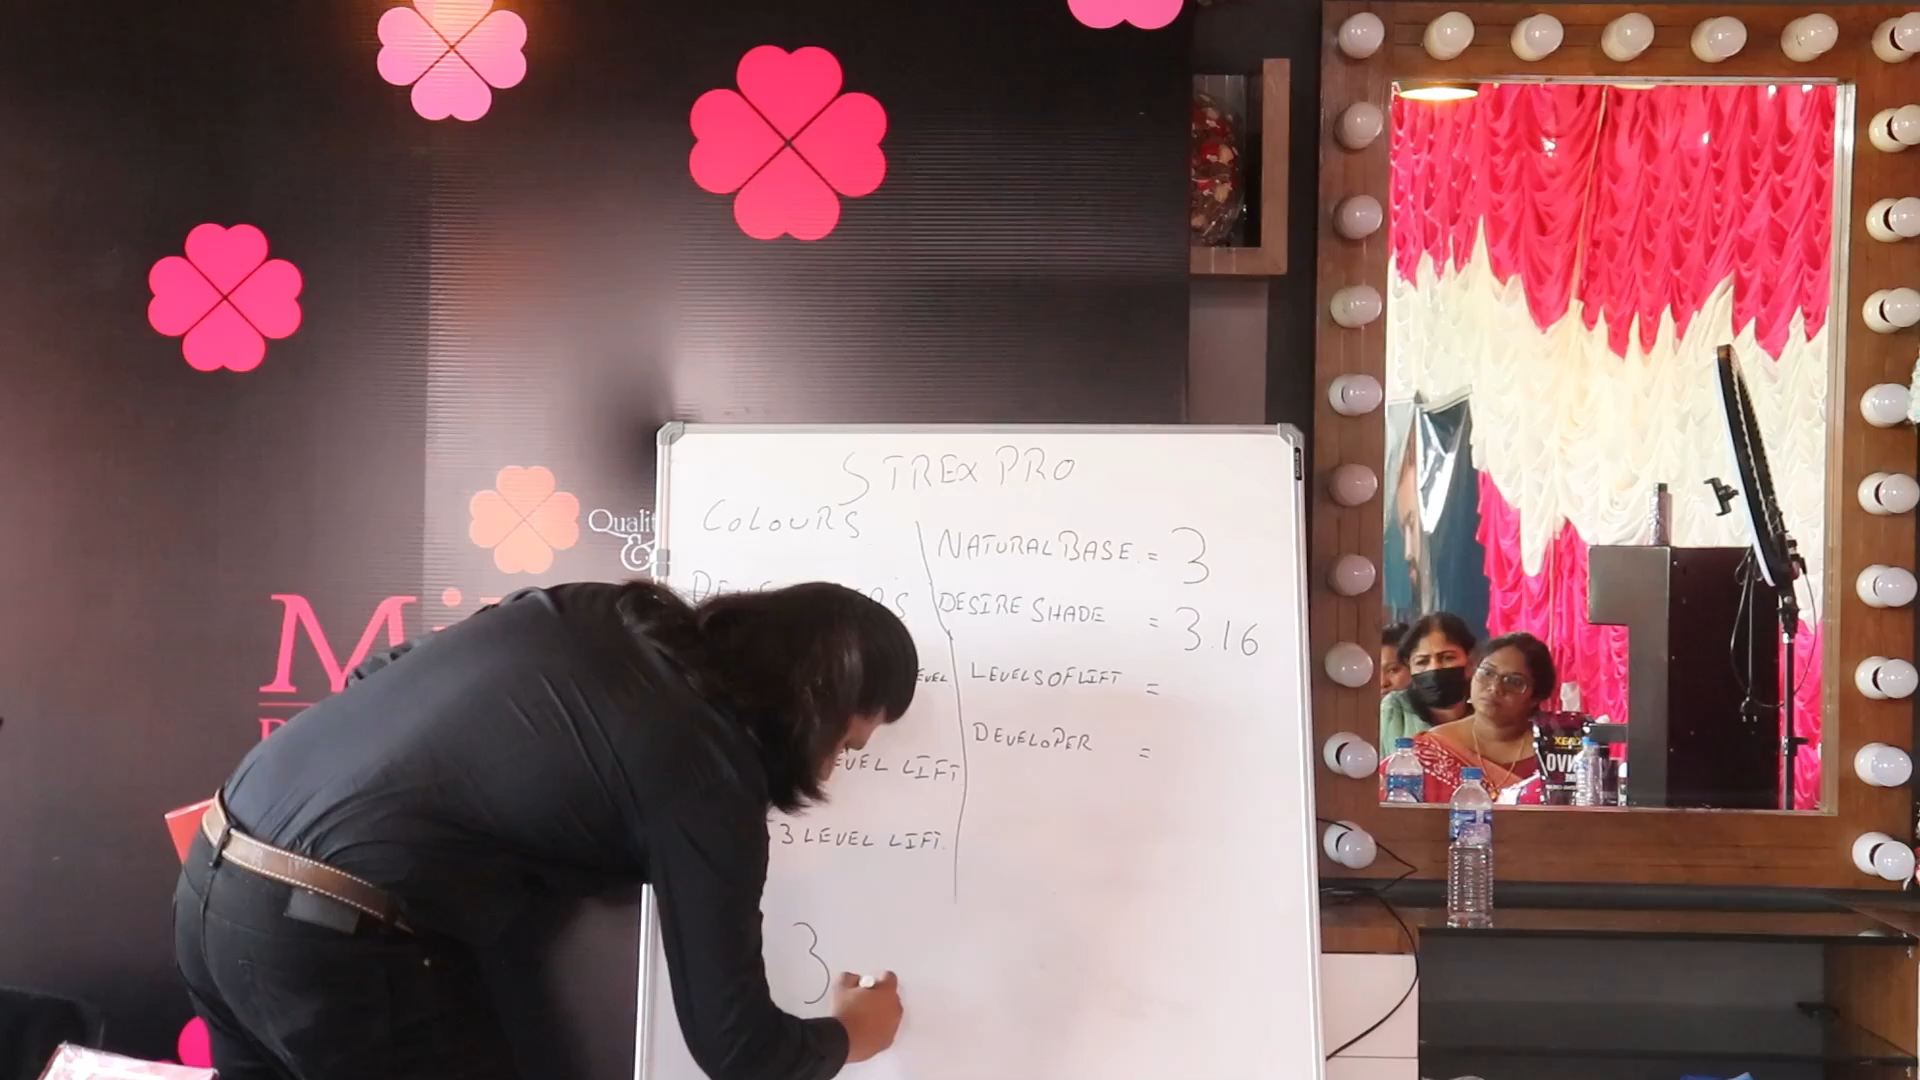 STREX PRO
COLOURS
NATURAL BASE. = 3
DESIRE SHADE = 3.16
LEVELS OF LIFT =
DEVELOPER =
EVEL LIFT
3 LEVEL LIFT.
3
Qualit
&
M